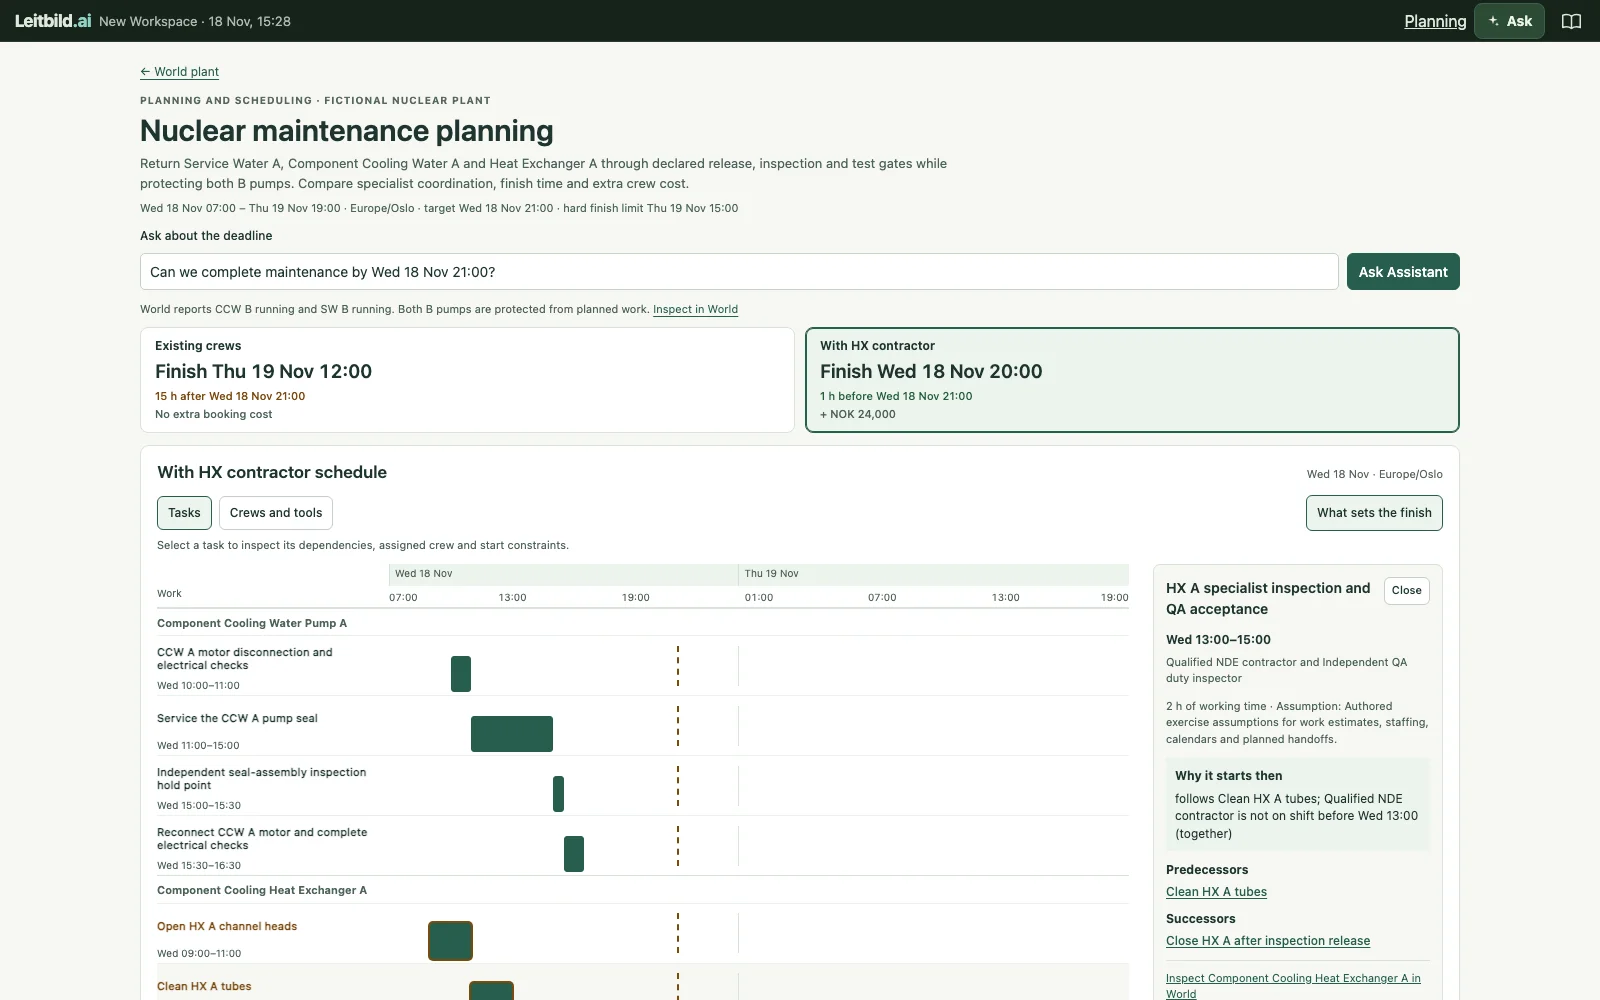 Leitbild.ai New Workspace · 18 Nov, 15:28
Planning
Ask
← World plant
PLANNING AND SCHEDULING · FICTIONAL NUCLEAR PLANT
Nuclear maintenance planning
Return Service Water A, Component Cooling Water A and Heat Exchanger A through declared release, inspection and test gates while
protecting both B pumps. Compare specialist coordination, finish time and extra crew cost.
Wed 18 Nov 07:00 – Thu 19 Nov 19:00 · Europe/Oslo · target Wed 18 Nov 21:00 · hard finish limit Thu 19 Nov 15:00
Ask about the deadline
Can we complete maintenance by Wed 18 Nov 21:00?
Ask Assistant
World reports CCW B running and SW B running. Both B pumps are protected from planned work. Inspect in World
Existing crews
Finish Thu 19 Nov 12:00
15 h after Wed 18 Nov 21:00
No extra booking cost
With HX contractor
Finish Wed 18 Nov 20:00
1 h before Wed 18 Nov 21:00
+ NOK 24,000
With HX contractor schedule
Wed 18 Nov · Europe/Oslo
Tasks
Crews and tools
What sets the finish
Select a task to inspect its dependencies, assigned crew and start constraints.
Wed 18 Nov
Thu 19 Nov
Work
07:00
13:00
19:00
01:00
07:00
13:00
19:00
Component Cooling Water Pump A
CCW A motor disconnection and
electrical checks
Wed 10:00–11:00
Service the CCW A pump seal
Wed 11:00–15:00
Independent seal-assembly inspection
hold point
Wed 15:00–15:30
Reconnect CCW A motor and complete
electrical checks
Wed 15:30–16:30
Component Cooling Heat Exchanger A
Open HX A channel heads
Wed 09:00–11:00
Clean HX A tubes
HX A specialist inspection and
QA acceptance
Close
Wed 13:00–15:00
Qualified NDE contractor and Independent QA
duty inspector
2 h of working time · Assumption: Authored
exercise assumptions for work estimates, staffing,
calendars and planned handoffs.
Why it starts then
follows Clean HX A tubes; Qualified NDE
contractor is not on shift before Wed 13:00
(together)
Predecessors
Clean HX A tubes
Successors
Close HX A after inspection release
Inspect Component Cooling Heat Exchanger A in
World